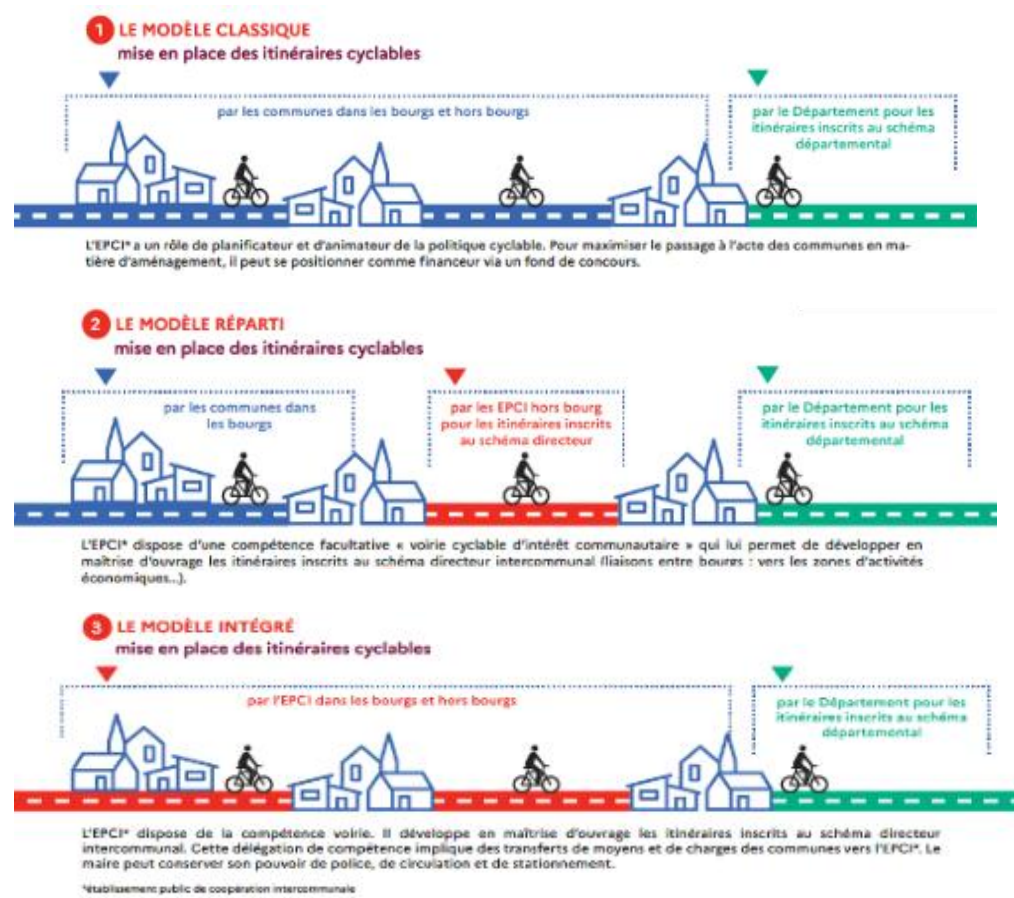 1 LE MODÈLE CLASSIQUE
mise en place des itinéraires cyclables
par les communes dans les bourgs et hors bourgs
par le Département pour les
itinéraires inscrits au schéma
départemental
L'EPCI* a un rôle de planificateur et d'animateur de la politique cyclable. Pour maximiser le passage à l'acte des communes en ma-
tière d'aménagement, il peut se positionner comme financeur via un fond de concours.
2 LE MODÈLE RÉPARTI
mise en place des itinéraires cyclables
par les communes dans
les bourgs
par les EPCI hors bourg
pour les itinéraires inscrits
au schéma directeur
par le Département pour les
itinéraires inscrits au schéma
départemental
L'EPCI* dispose d'une compétence facultative « voirie cyclable d'intérêt communautaire » qui lui permet de développer en
maîtrise d'ouvrage les itinéraires inscrits au schéma directeur intercommunal (liaisons entre bourgs : vers les zones d'activités
économiques...).
3 LE MODÈLE INTÉGRÉ
mise en place des itinéraires cyclables
par l'EPCI dans les bourgs et hors bourgs
par le Département pour les
itinéraires inscrits au schéma
départemental
L'EPCI* dispose de la compétence voirie. Il développe en maîtrise d'ouvrage les itinéraires inscrits au schéma directeur
intercommunal. Cette délégation de compétence implique des transferts de moyens et de charges des communes vers l'EPCI*. Le
maire peut conserver son pouvoir de police, de circulation et de stationnement.
*établissement public de coopération intercommunale